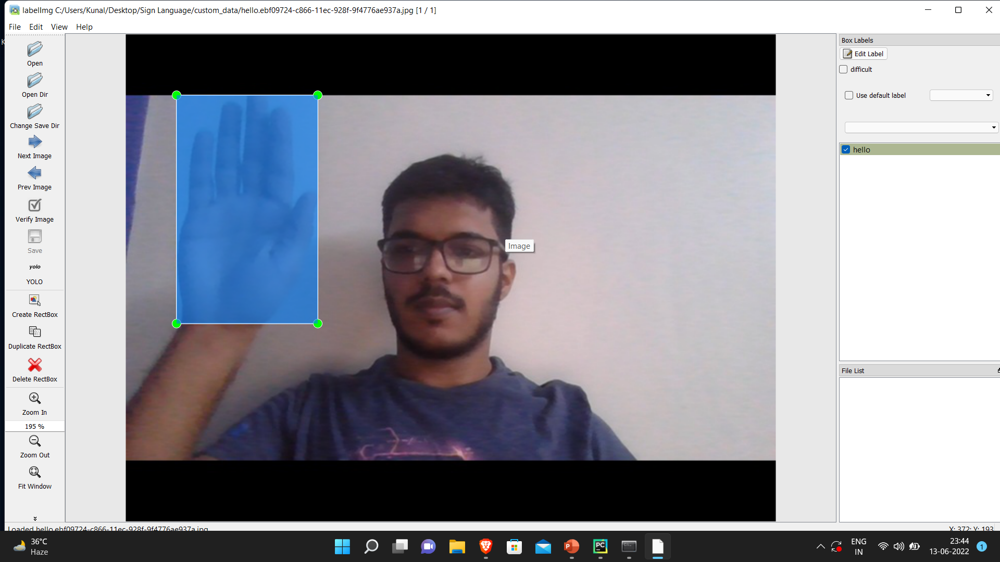 labelImg C:/Users/Kunal/Desktop/Sign Language/custom_data/hello.ebf09724-c866-11ec-928f-9f4776ae937a.jpg [1 / 1]
File Edit View Help
K
Open
Open Dir
Change Save Dir
Next Image
Prev Image
Verify Image
Save
yolo
YOLO
Create RectBox
Duplicate RectBox
Delete RectBox
Zoom In
195 %
Zoom Out
Fit Window
Image
Box Labels
Edit Label
difficult
Use default label
hello
File List
Loaded hello.ebf09724-c866-11ec-928f-9f4776ae937a.jpg
X: 372; Y: 193
36°C
Haze
P
PC
ENG
IN
23:44
13-06-2022
1